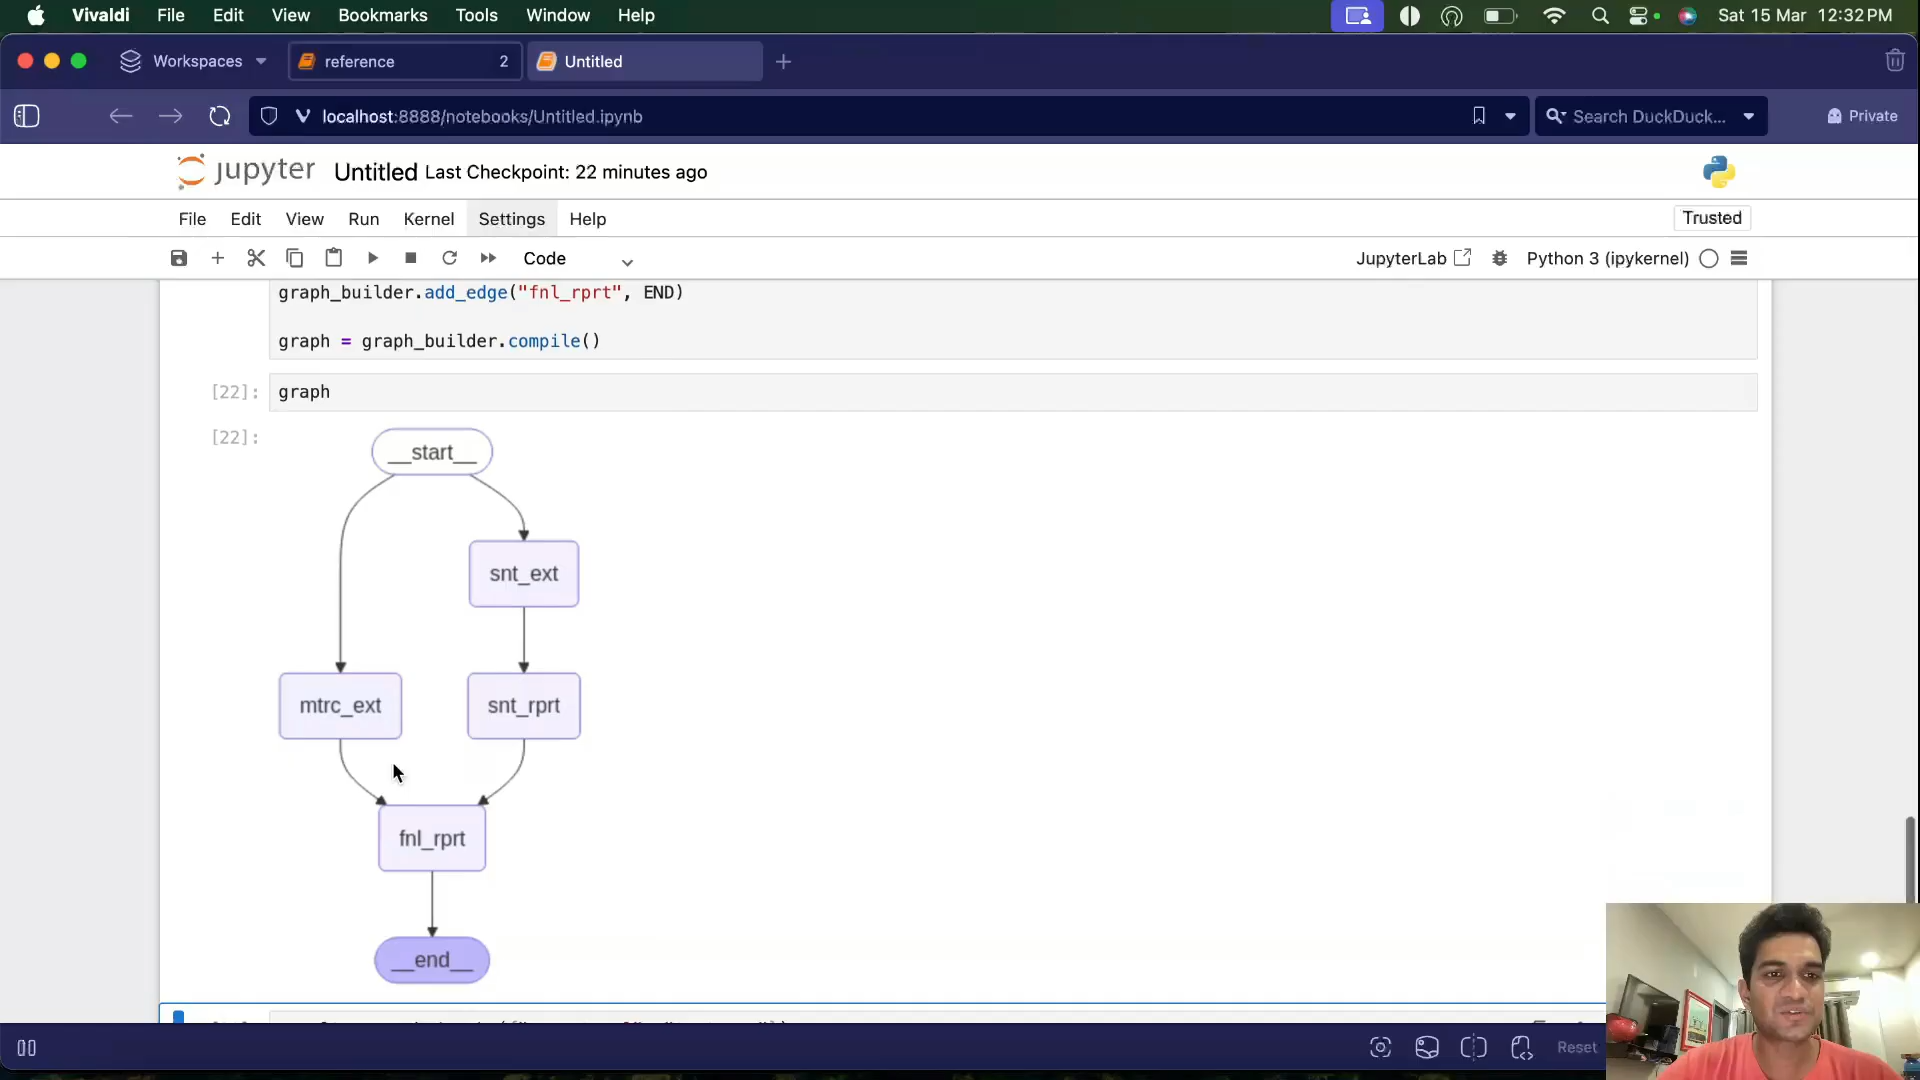 Vivaldi File Edit View Bookmarks Tools Window Help Sat 15 Mar 12:32 PM
Workspaces reference 2 Untitled
localhost:8888/notebooks/Untitled.ipynb Search DuckDuck... Private
jupyter Untitled Last Checkpoint: 22 minutes ago
File Edit View Run Kernel Settings Help Trusted
Code JupyterLab Python 3 (ipykernel)
graph_builder.add_edge("fnl_rprt", END)
graph = graph_builder.compile()
[22]: graph
[22]:
__start__
snt_ext
mtrc_ext snt_rprt
fnl_rprt
__end__
Reset